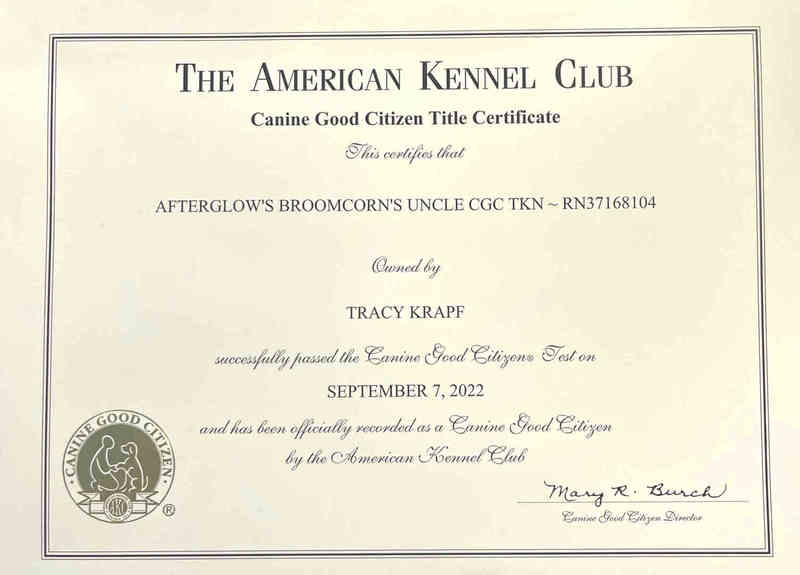 THE AMERICAN KENNEL CLUB
Canine Good Citizen Title Certificate
This certifies that
AFTERGLOW'S BROOMCORN'S UNCLE CGC TKN ~ RN37168104
Owned by
TRACY KRAPF
successfully passed the Canine Good Citizen® Test on
SEPTEMBER 7, 2022
and has been officially recorded as a Canine Good Citizen
by the American Kennel Club
CANINE GOOD CITIZEN
AKC
®
Mary R. Burch
Canine Good Citizen Director